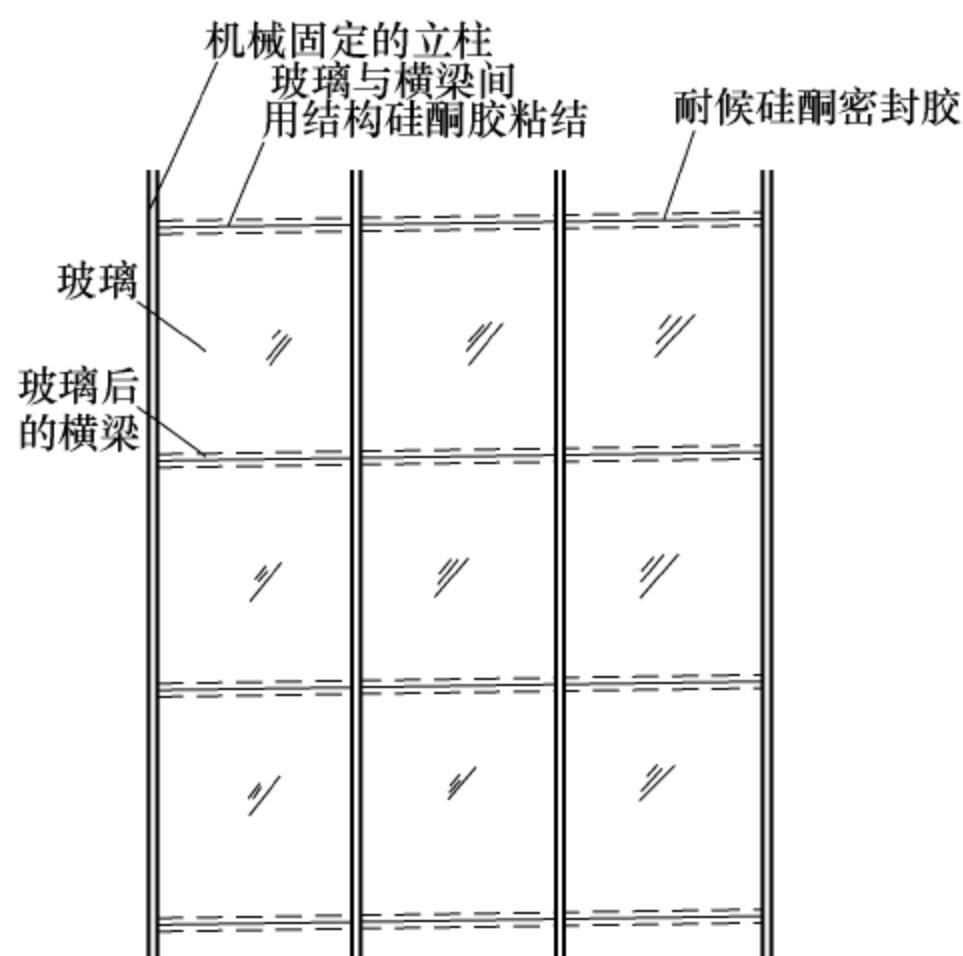 机械固定的立柱
玻璃与横梁间
用结构硅酮胶粘结
耐候硅酮密封胶
玻璃
玻璃后
的横梁